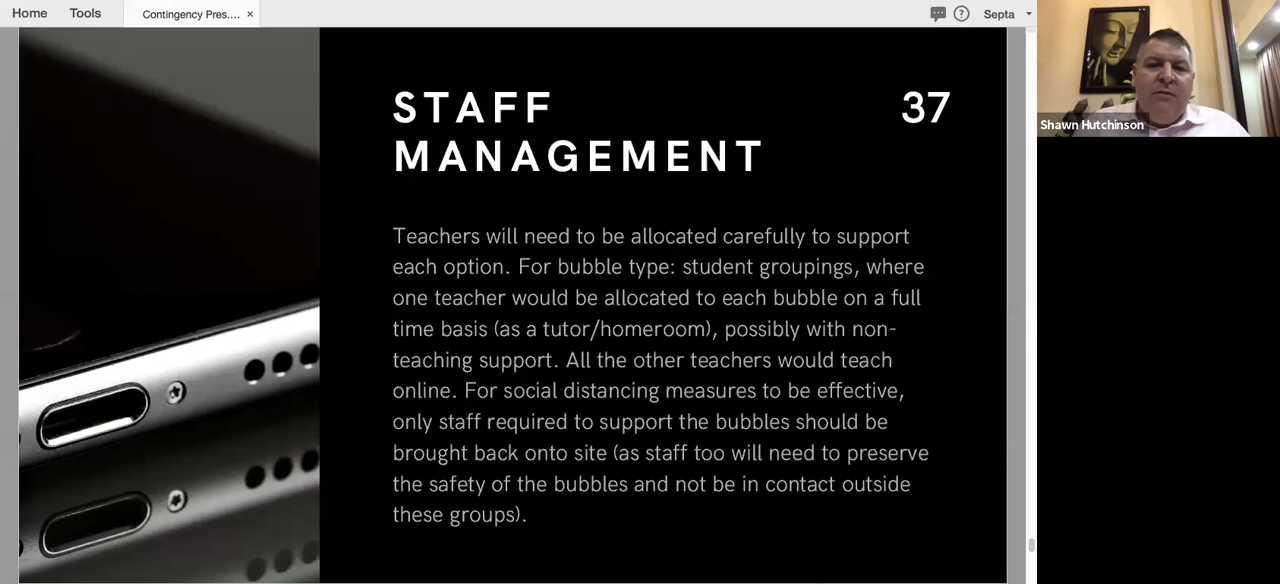 Home Tools Contingency Pres.... × ? Septa
STAFF
MANAGEMENT
37
Teachers will need to be allocated carefully to support
each option. For bubble type: student groupings, where
one teacher would be allocated to each bubble on a full
time basis (as a tutor/homeroom), possibly with non-
teaching support. All the other teachers would teach
online. For social distancing measures to be effective,
only staff required to support the bubbles should be
brought back onto site (as staff too will need to preserve
the safety of the bubbles and not be in contact outside
these groups).
Shawn Hutchinson